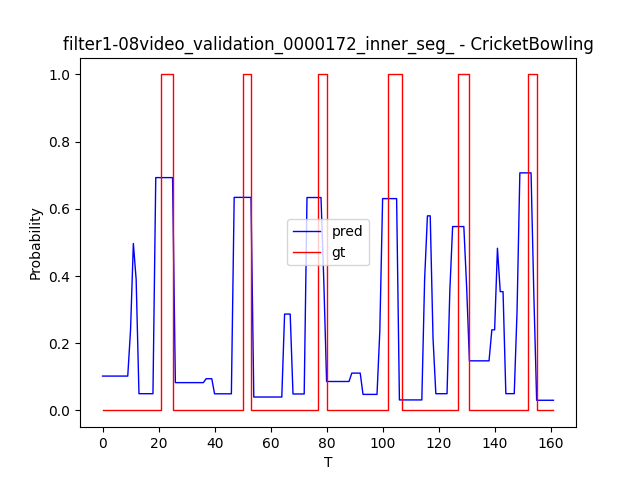 filter1-08video_validation_0000172_inner_seg_ - CricketBowling
1.0
0.8
0.6
0.4
0.2
0.0
Probability
pred
gt
0 20 40 60 80 100 120 140 160
T